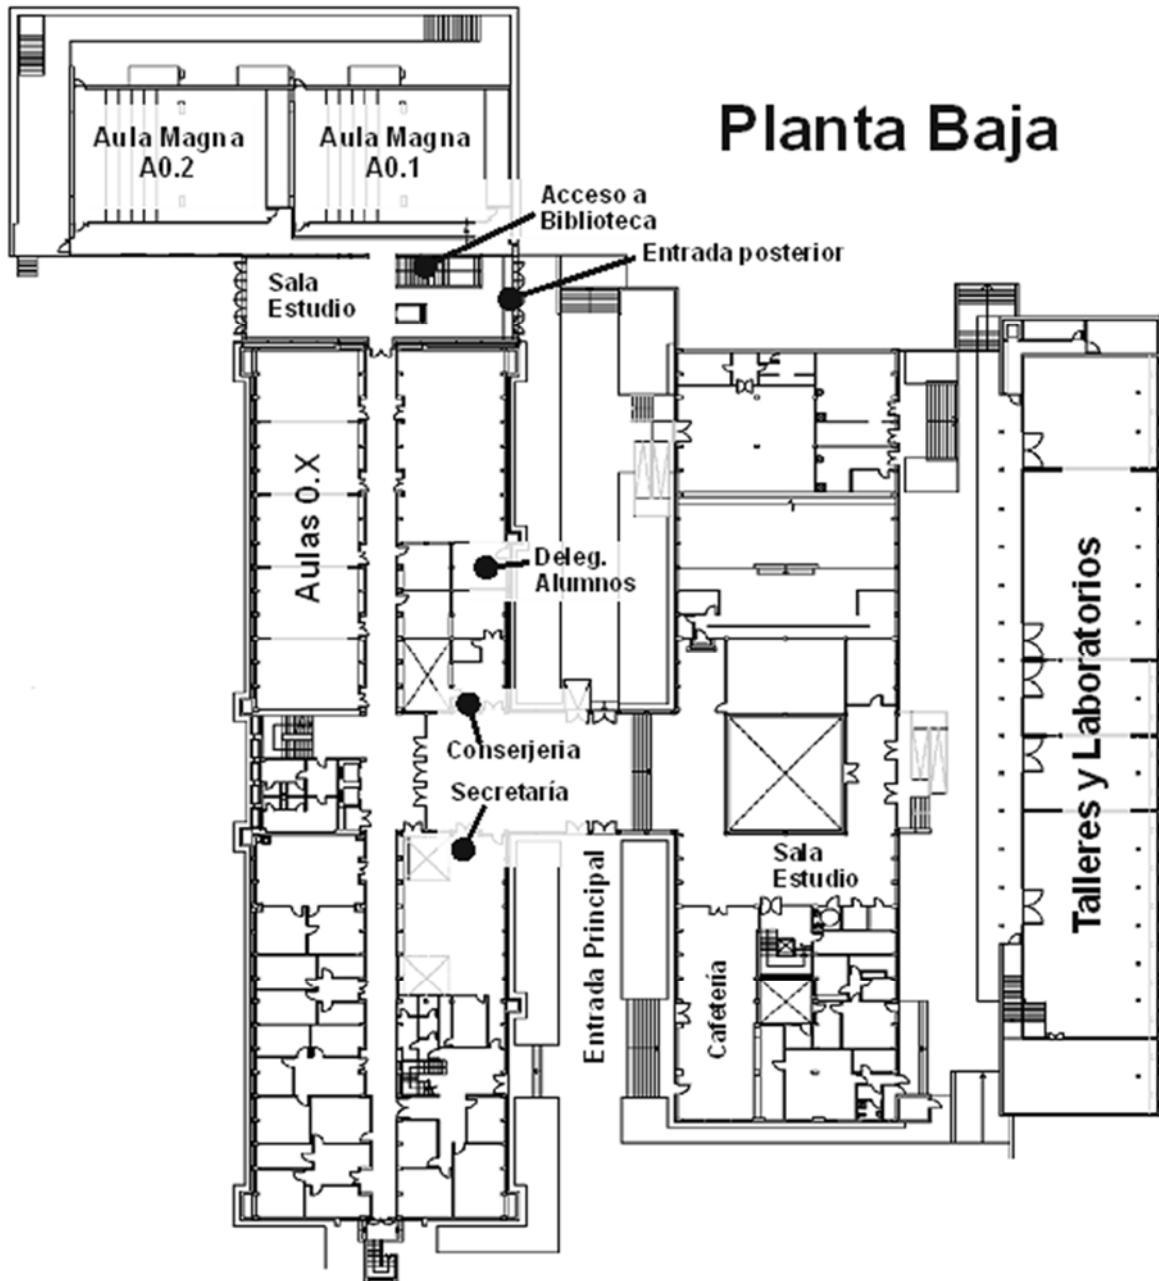 Planta Baja
Aula Magna
A0.2
Aula Magna
A0.1
Acceso a
Biblioteca
Entrada posterior
Sala
Estudio
Aulas 0.X
Deleg.
Alumnos
Conserjeria
Secretaría
Entrada Principal
Sala
Estudio
Cafetería
Talleres y Laboratorios